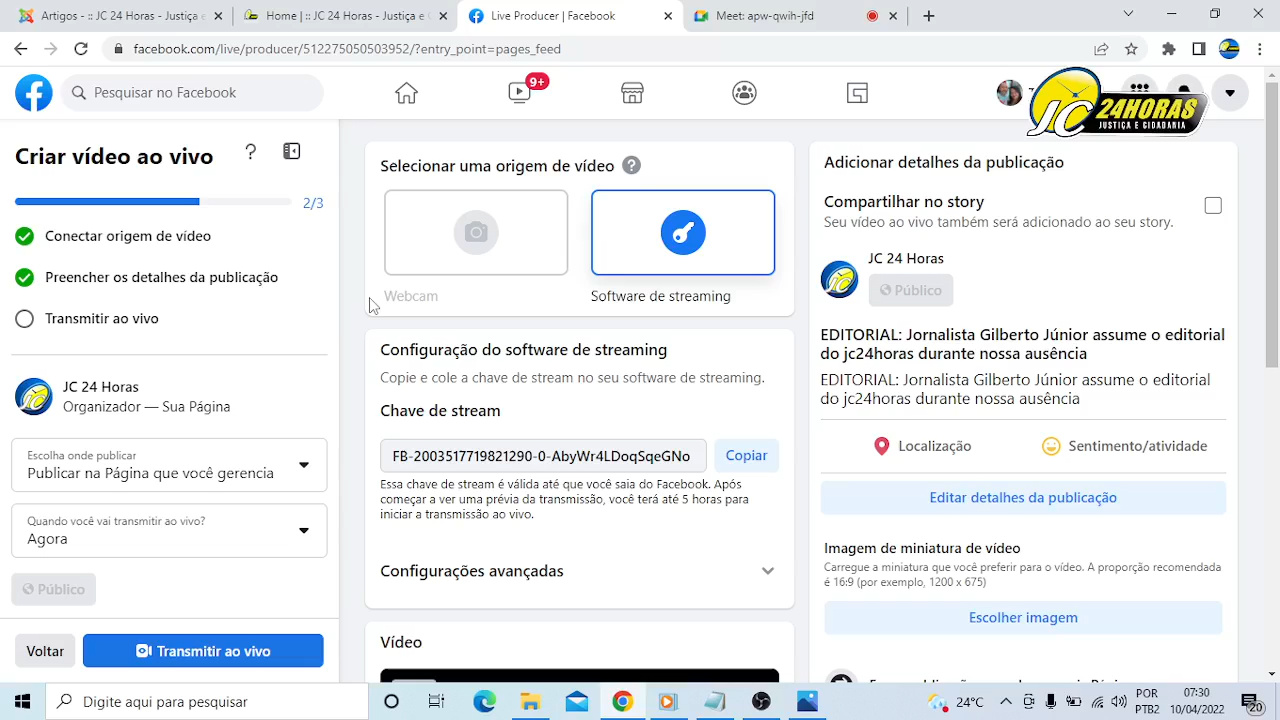 Artigos - JC 24 Horas - Justiça e
Home | :: JC 24 Horas - Justiça e C
Live Producer | Facebook
Meet: apw-qwih-jfd
facebook.com/live/producer/512275050503952/?entry_point=pages_feed
Pesquisar no Facebook
9+
JC 24HORAS
JUSTIÇA E CIDADANIA
Criar vídeo ao vivo
2/3
Conectar origem de vídeo
Preencher os detalhes da publicação
Transmitir ao vivo
JC 24 Horas
Organizador — Sua Página
Escolha onde publicar
Publicar na Página que você gerencia
Quando você vai transmitir ao vivo?
Agora
Público
Voltar
Transmitir ao vivo
Selecionar uma origem de vídeo
Webcam
Software de streaming
Configuração do software de streaming
Copie e cole a chave de stream no seu software de streaming.
Chave de stream
FB-2003517719821290-0-AbyWr4LDoqSqeGNo
Copiar
Essa chave de stream é válida até que você saia do Facebook. Após
começar a ver uma prévia da transmissão, você terá até 5 horas para
iniciar a transmissão ao vivo.
Configurações avançadas
Vídeo
Adicionar detalhes da publicação
Compartilhar no story
Seu vídeo ao vivo também será adicionado ao seu story.
JC 24 Horas
Público
EDITORIAL: Jornalista Gilberto Júnior assume o editorial
do jc24horas durante nossa ausência
EDITORIAL: Jornalista Gilberto Júnior assume o editorial
do jc24horas durante nossa ausência
Localização
Sentimento/atividade
Editar detalhes da publicação
Imagem de miniatura de vídeo
Carregue a miniatura que você preferir para o vídeo. A proporção recomendada
é 16:9 (por exemplo, 1200 x 675)
Escolher imagem
Digite aqui para pesquisar
24°C
POR
PTB2
07:30
10/04/2022
20